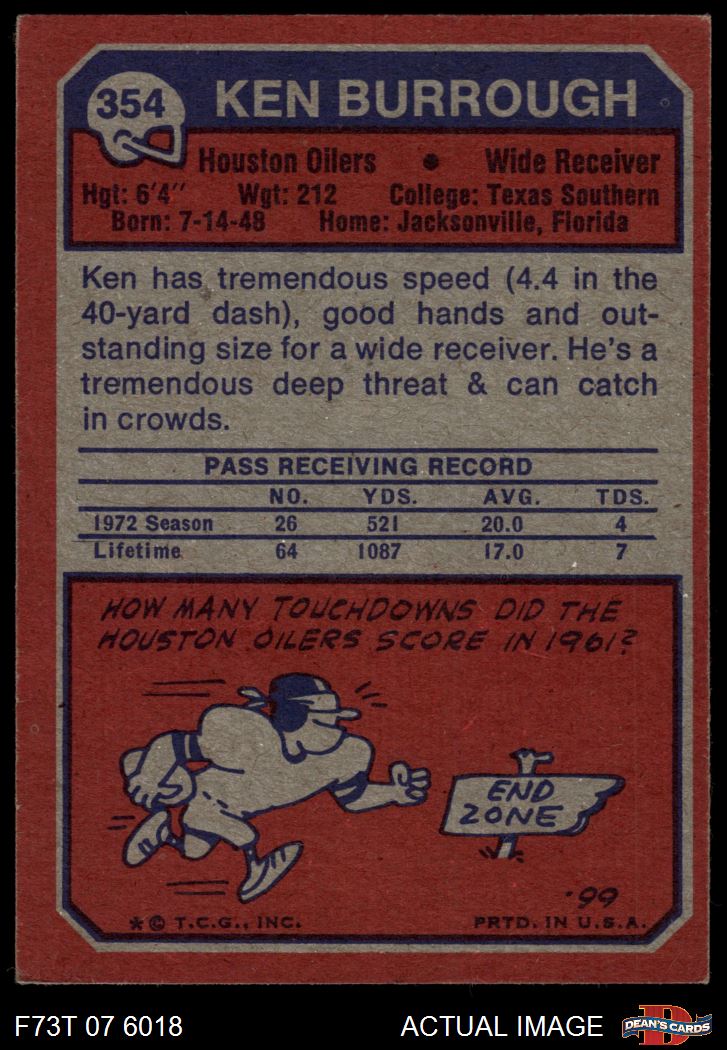 354
KEN BURROUGH
Houston Oilers • Wide Receiver
Hgt: 6'4" Wgt: 212 College: Texas Southern
Born: 7-14-48 Home: Jacksonville, Florida
Ken has tremendous speed (4.4 in the
40-yard dash), good hands and out-
standing size for a wide receiver. He's a
tremendous deep threat & can catch
in crowds.
PASS RECEIVING RECORD
NO. YDS. AVG. TDS.
1972 Season 26 521 20.0 4
Lifetime 64 1087 17.0 7
HOW MANY TOUCHDOWNS DID THE
HOUSTON OILERS SCORE IN 1961?
END
ZONE
·99
* © T.C.G., INC. PRTD. IN U.S.A.
F73T 07 6018 ACTUAL IMAGE
D
DEAN'S CARDS